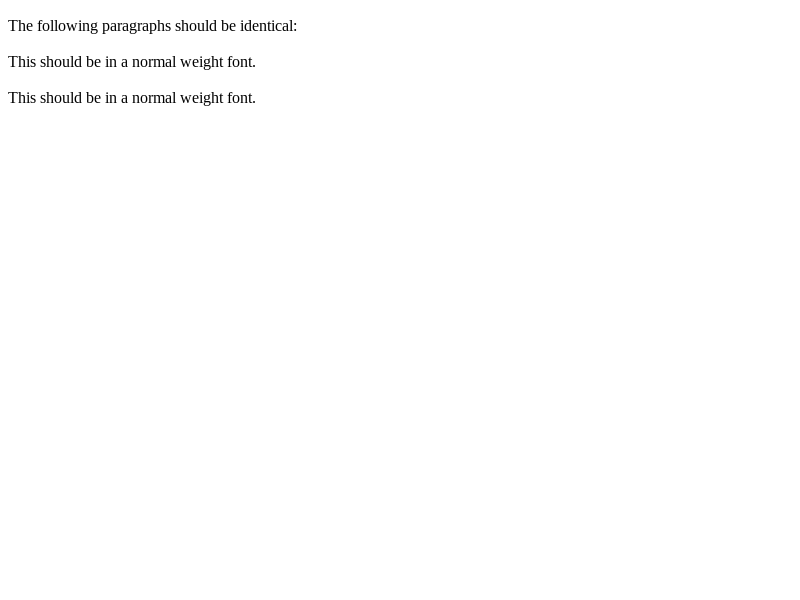 The following paragraphs should be identical:
This should be in a normal weight font.
This should be in a normal weight font.